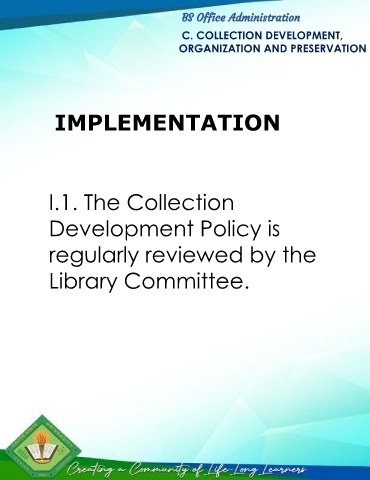 BS Office Administration
C. COLLECTION DEVELOPMENT,
ORGANIZATION AND PRESERVATION
IMPLEMENTATION
I.1. The Collection
Development Policy is
regularly reviewed by the
Library Committee.
Creating a Community of Life-Long Learners